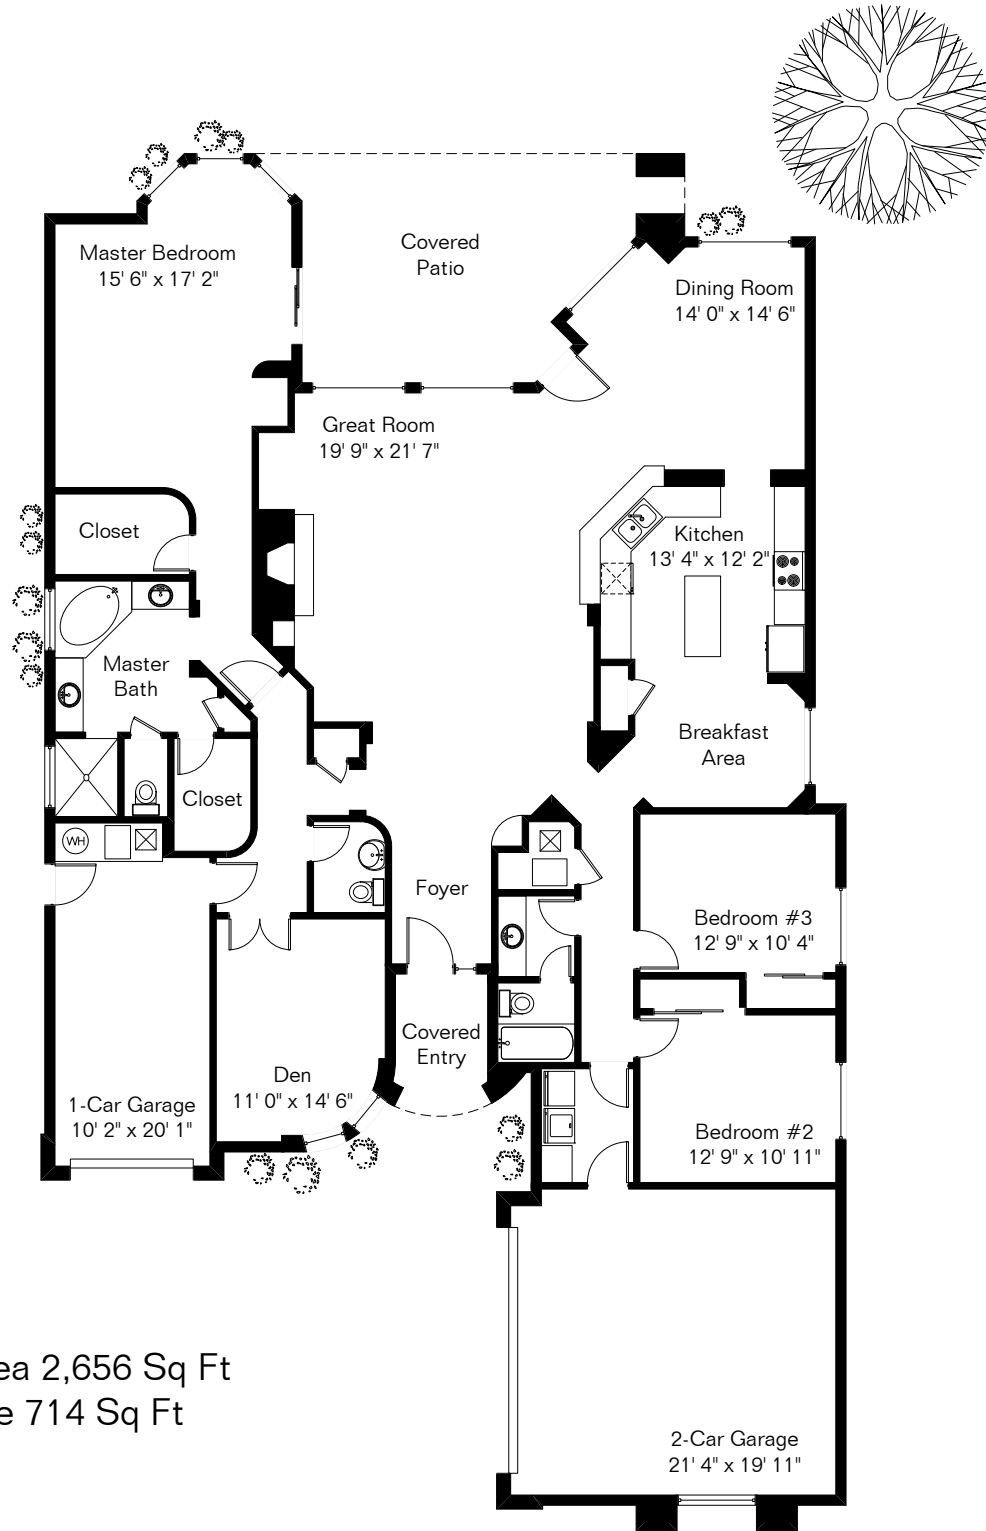 Master Bedroom
15' 6" x 17' 2"
Covered
Patio
Dining Room
14' 0" x 14' 6"
Great Room
19' 9" x 21' 7"
Closet
Kitchen
13' 4" x 12' 2"
Master
Bath
Breakfast
Area
Closet
WH
Foyer
Bedroom #3
12' 9" x 10' 4"
Covered
Entry
Den
11' 0" x 14' 6"
1-Car Garage
10' 2" x 20' 1"
Bedroom #2
12' 9" x 10' 11"
ea 2,656 Sq Ft
e 714 Sq Ft
2-Car Garage
21' 4" x 19' 11"